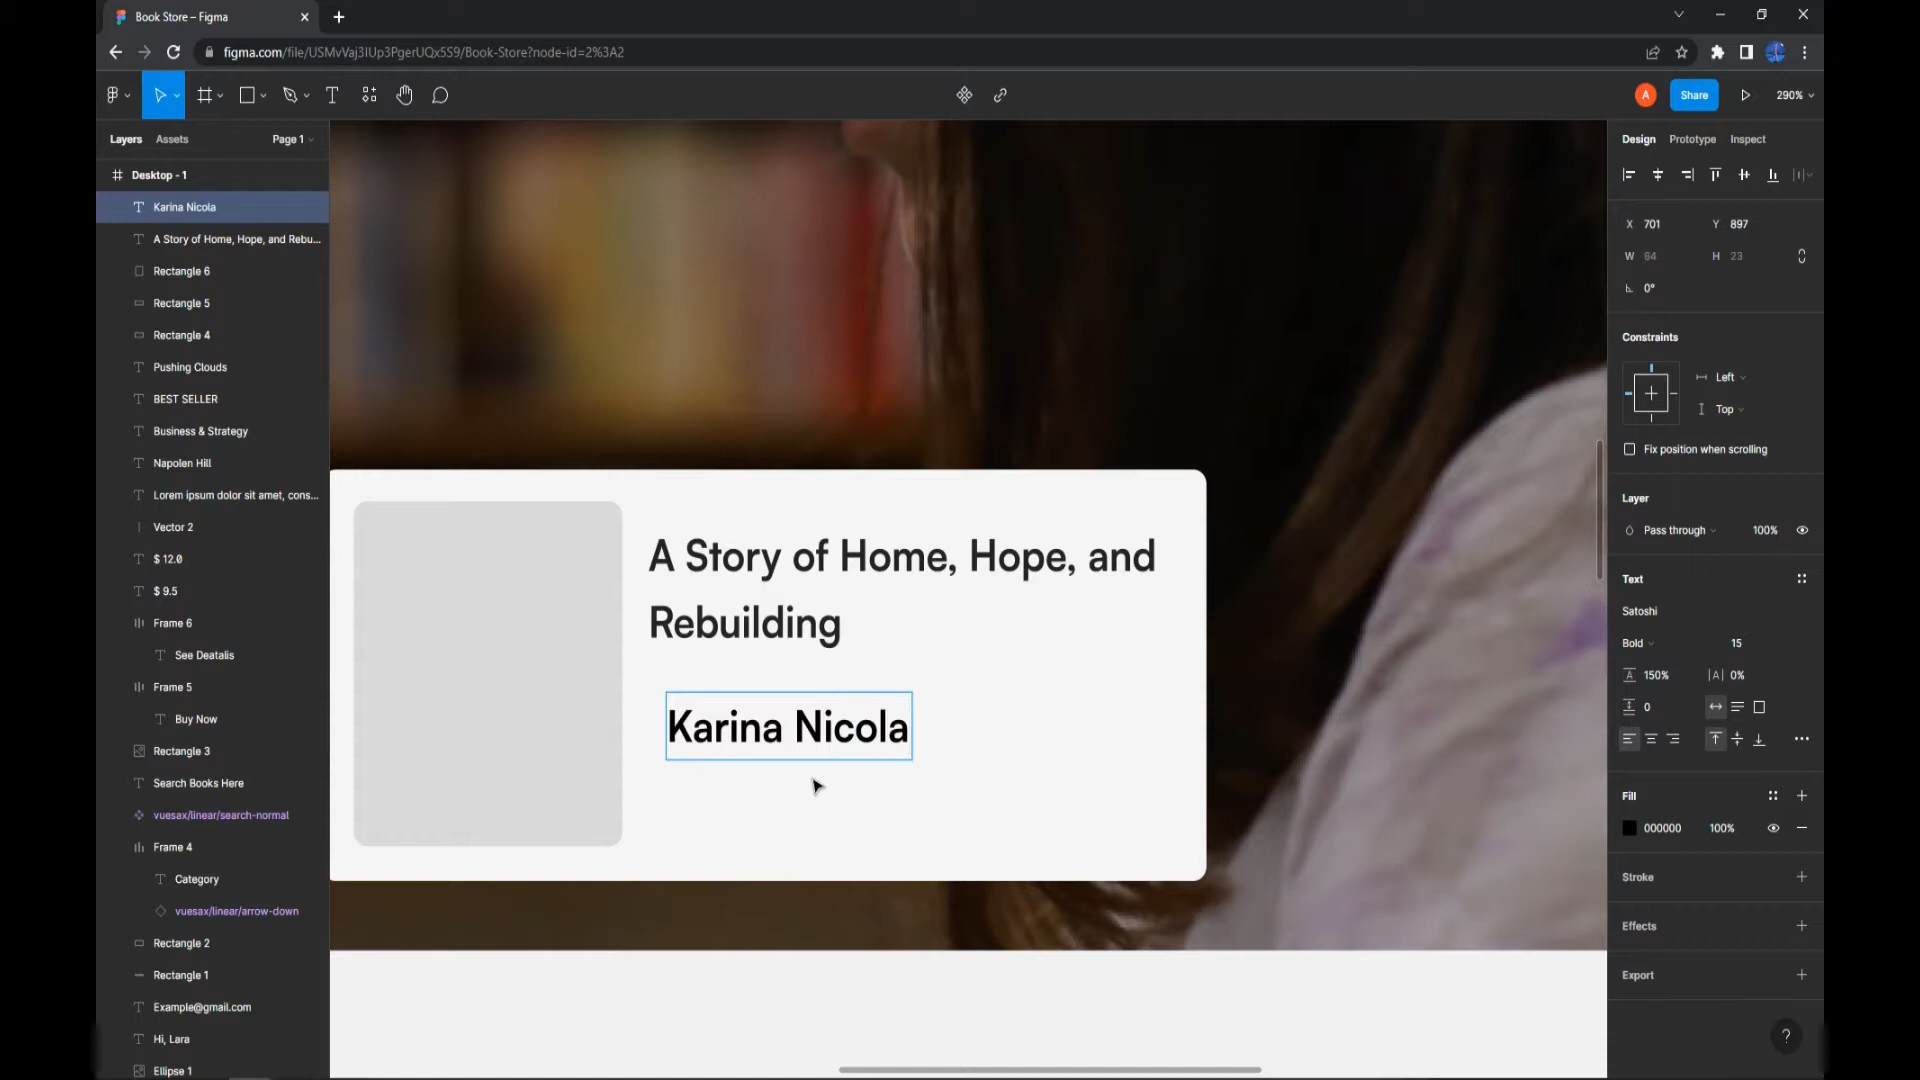 Book Store – Figma
figma.com/file/USMvVaj3IUp3PgerUQx5S9/Book-Store?node-id=2%3A2
A
Share
290%
Layers
Assets
Page 1
Design
Prototype
Inspect
Desktop - 1
Karina Nicola
A Story of Home, Hope, and Rebu...
Rectangle 6
Rectangle 5
Rectangle 4
Pushing Clouds
BEST SELLER
Business & Strategy
Napolen Hill
Lorem ipsum dolor sit amet, cons...
Vector 2
$ 12.0
$ 9.5
Frame 6
See Deatalis
Frame 5
Buy Now
Rectangle 3
Search Books Here
vuesax/linear/search-normal
Frame 4
Category
vuesax/linear/arrow-down
Rectangle 2
Rectangle 1
Example@gmail.com
Hi, Lara
Ellipse 1
A Story of Home, Hope, and
Rebuilding
Karina Nicola
X 701 Y 897
W 84 H 23
0°
Constraints
Left
Top
Fix position when scrolling
Layer
Pass through 100%
Text
Satoshi
Bold 15
150% |A| 0%
0
Fill
000000 100%
Stroke
Effects
Export
?